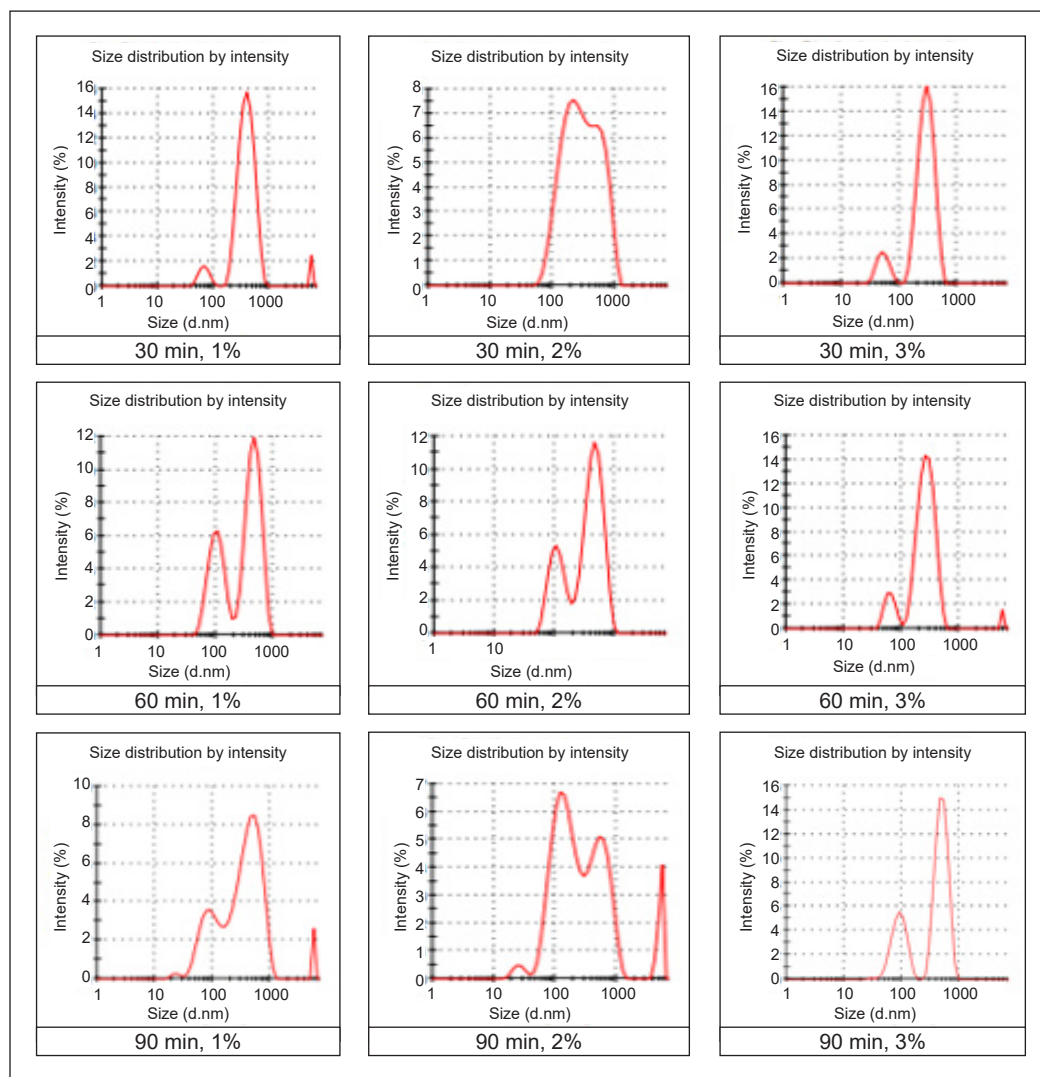 Size distribution by intensity
16
14
12
10
8
6
4
2
0
Intensity (%)
1 10 100 1000
Size (d.nm)
30 min, 1%
Size distribution by intensity
8
7
6
5
4
3
2
1
0
Intensity (%)
1 10 100 1000
Size (d.nm)
30 min, 2%
Size distribution by intensity
16
14
12
10
8
6
4
2
0
Intensity (%)
1 10 100 1000
Size (d.nm)
30 min, 3%
Size distribution by intensity
12
10
8
6
4
2
0
Intensity (%)
1 10 100 1000
Size (d.nm)
60 min, 1%
Size distribution by intensity
12
10
8
6
4
2
0
Intensity (%)
1 10
Size (d.nm)
60 min, 2%
Size distribution by intensity
16
14
12
10
8
6
4
2
0
Intensity (%)
1 10 100 1000
Size (d.nm)
60 min, 3%
Size distribution by intensity
10
8
6
4
2
0
Intensity (%)
1 10 100 1000
Size (d.nm)
90 min, 1%
Size distribution by intensity
7
6
5
4
3
2
1
0
Intensity (%)
1 10 100 1000
Size (d.nm)
90 min, 2%
Size distribution by intensity
16
14
12
10
8
6
4
2
0
Intensity (%)
1 10 100 1000
Size (d.nm)
90 min, 3%